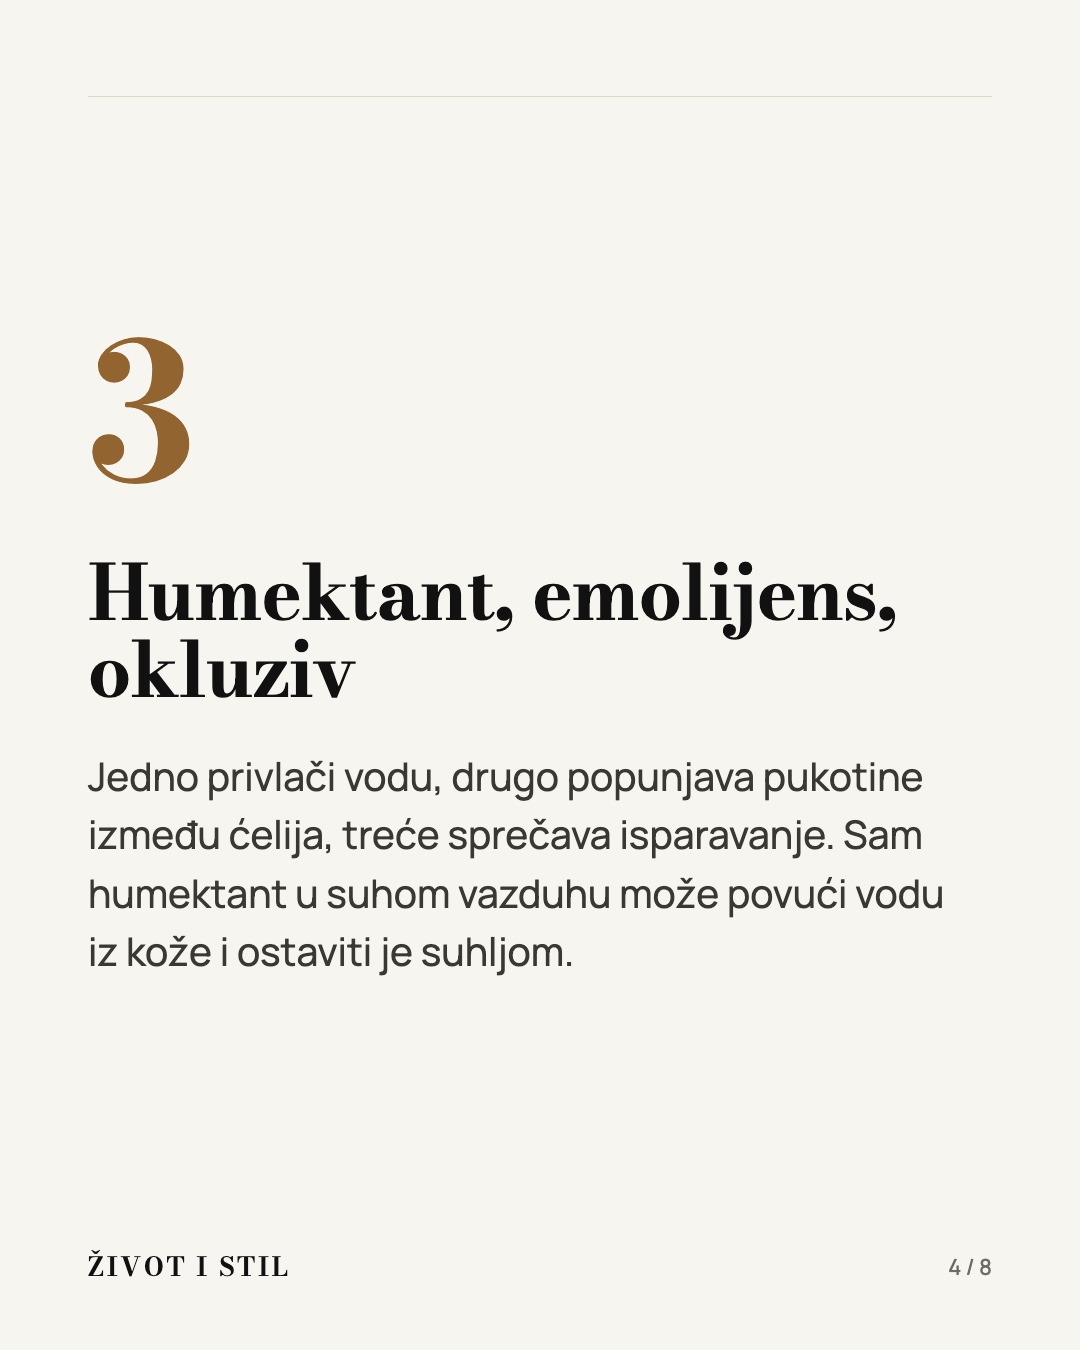 3
Humektant, emolijens,
okluziv
Jedno privlači vodu, drugo popunjava pukotine
između ćelija, treće sprečava isparavanje. Sam
humektant u suhom vazduhu može povući vodu
iz kože i ostaviti je suhljom.
ŽIVOT I STIL
4 / 8